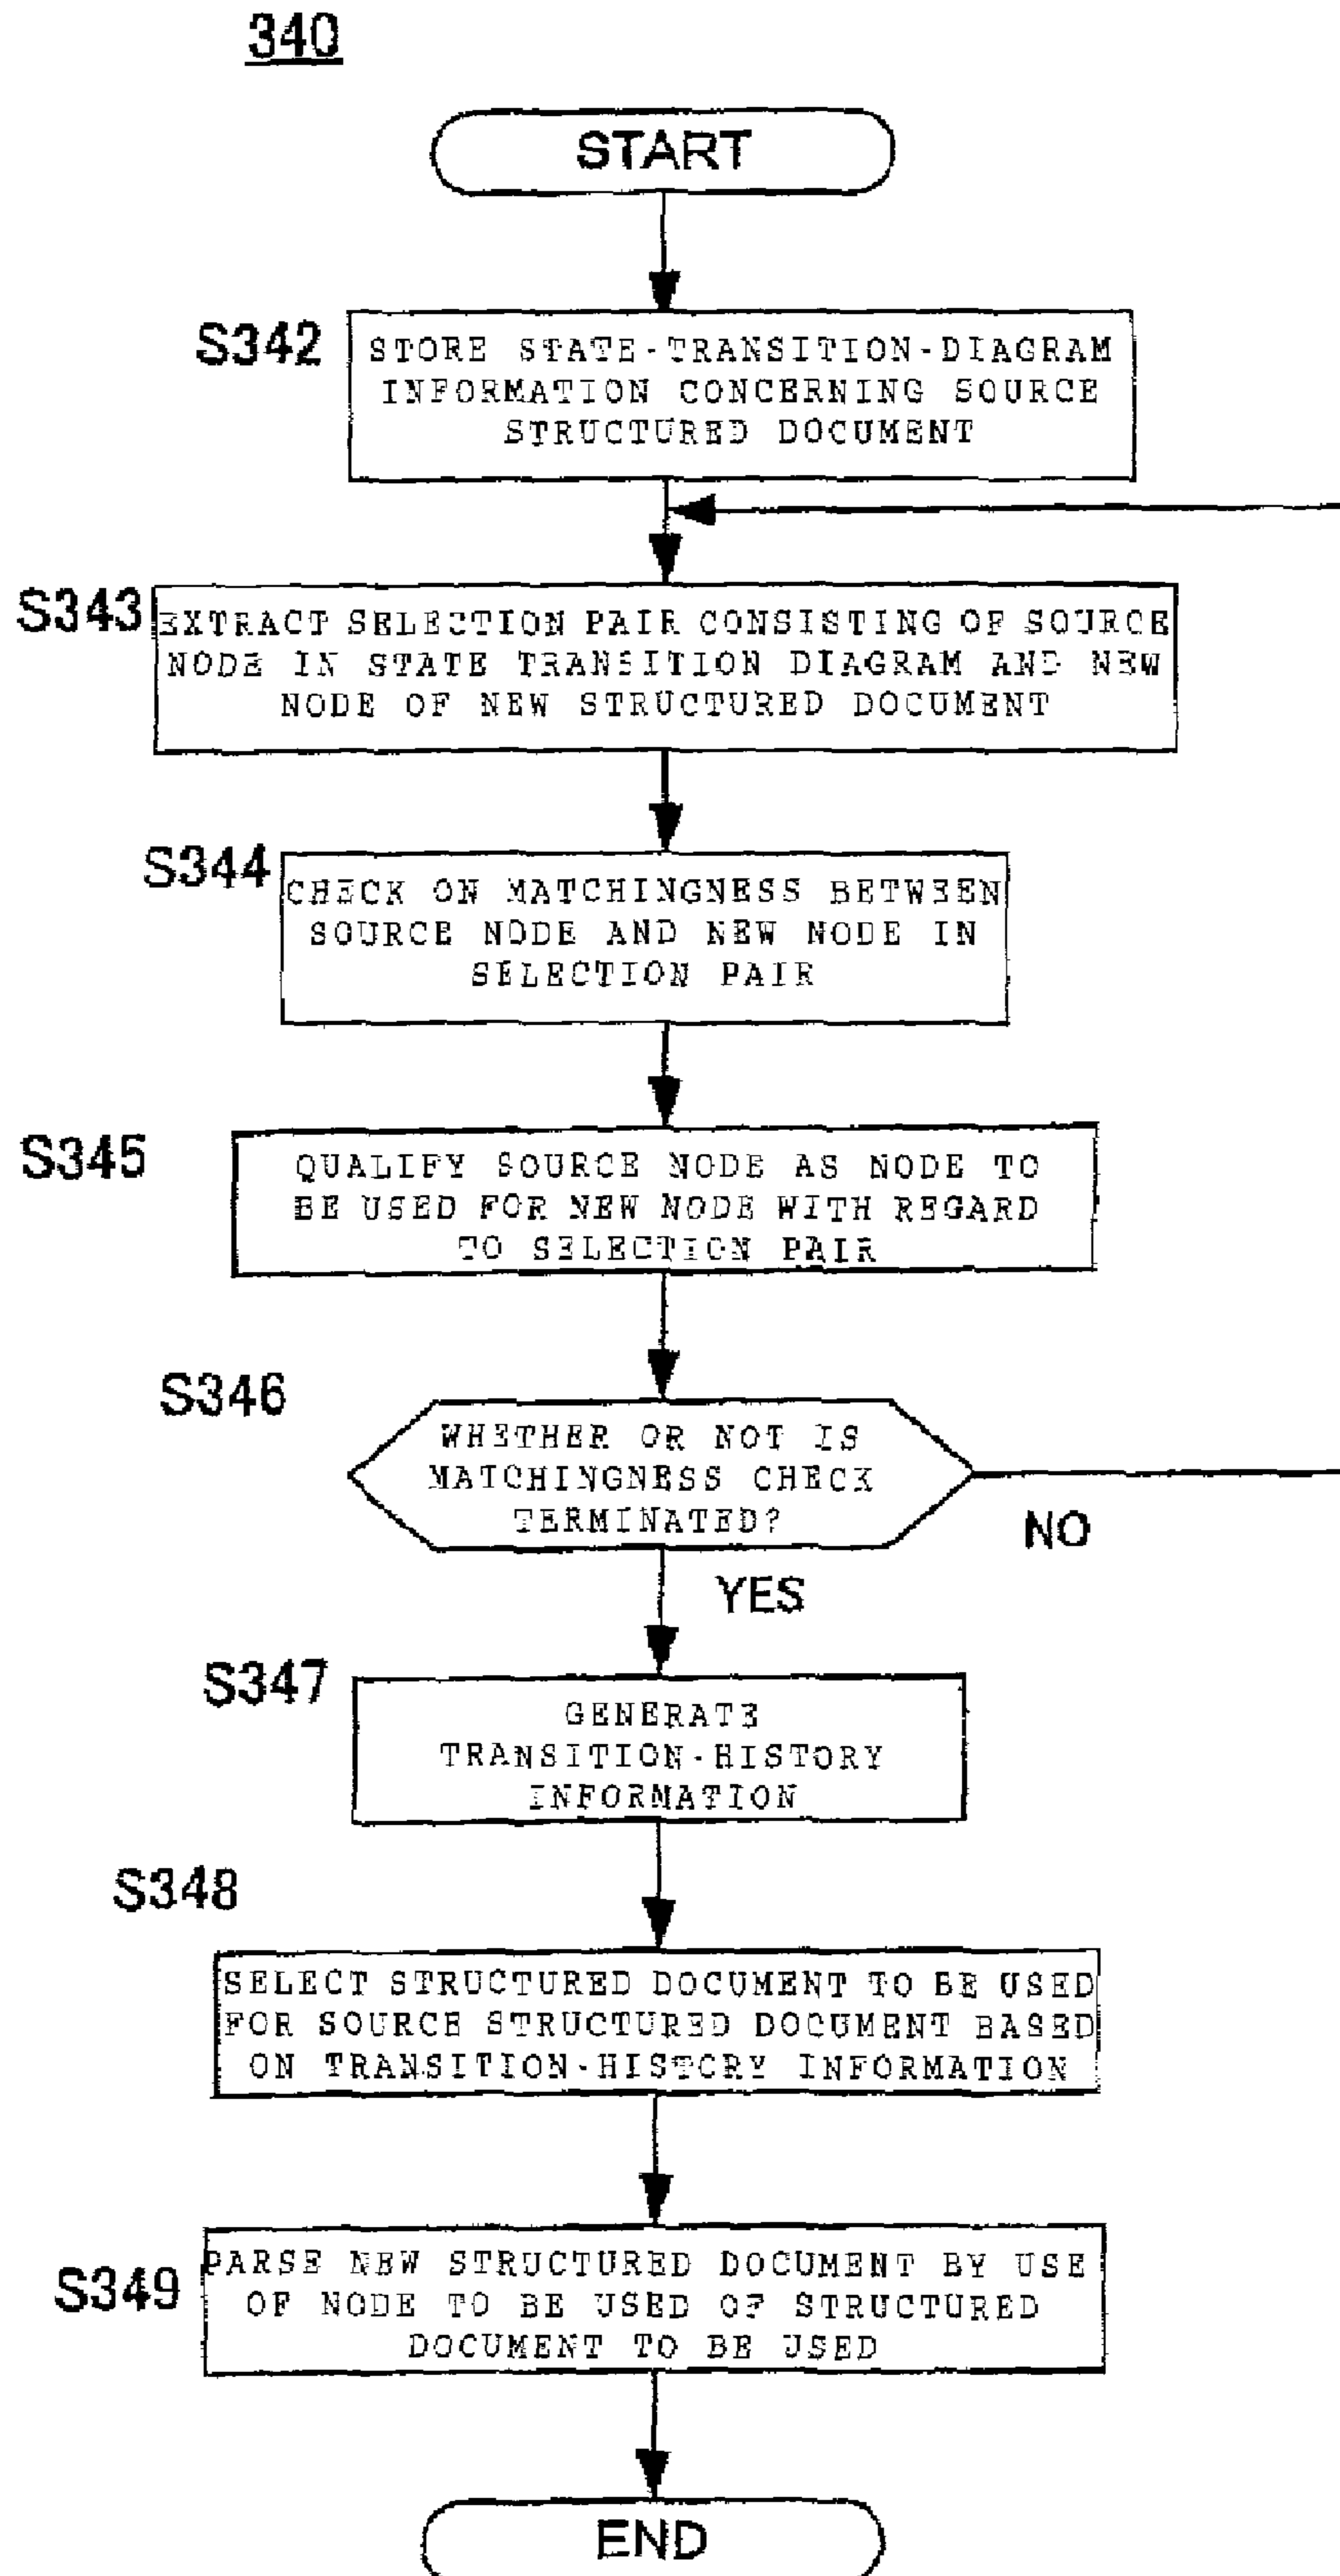 340
START
S342
STORE STATE-TRANSITION-DIAGRAM
INFORMATION CONCERNING SOURCE
STRUCTURED DOCUMENT
S343
EXTRACT SELECTION PAIR CONSISTING OF SOURCE
NODE IN STATE TRANSITION DIAGRAM AND NEW
NODE OF NEW STRUCTURED DOCUMENT
S344
CHECK ON MATCHINGNESS BETWEEN
SOURCE NODE AND NEW NODE IN
SELECTION PAIR
S345
QUALIFY SOURCE NODE AS NODE TO
BE USED FOR NEW NODE WITH REGARD
TO SELECTION PAIR
S346
WHETHER OR NOT IS
MATCHINGNESS CHECK
TERMINATED?
NO
YES
S347
GENERATE
TRANSITION-HISTORY
INFORMATION
S348
SELECT STRUCTURED DOCUMENT TO BE USED
FOR SOURCE STRUCTURED DOCUMENT BASED
ON TRANSITION-HISTORY INFORMATION
S349
PARSE NEW STRUCTURED DOCUMENT BY USE
OF NODE TO BE USED OF STRUCTURED
DOCUMENT TO BE USED
END